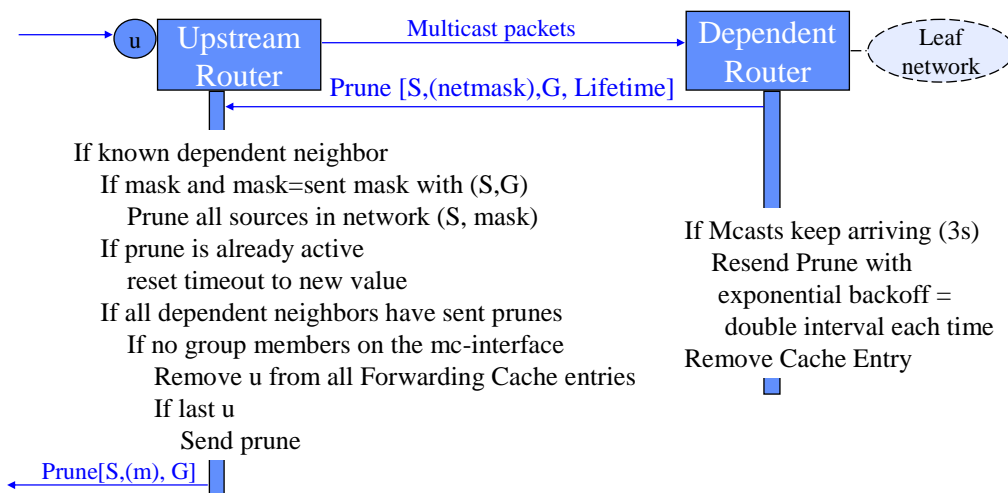 u
Upstream
Router
Multicast packets
Dependent
Router
Leaf
network
Prune [S,(netmask),G, Lifetime]
If known dependent neighbor
If mask and mask=sent mask with (S,G)
Prune all sources in network (S, mask)
If prune is already active
reset timeout to new value
If all dependent neighbors have sent prunes
If no group members on the mc-interface
Remove u from all Forwarding Cache entries
If last u
Send prune
If Mcasts keep arriving (3s)
Resend Prune with
exponential backoff =
double interval each time
Remove Cache Entry
Prune[S,(m), G]